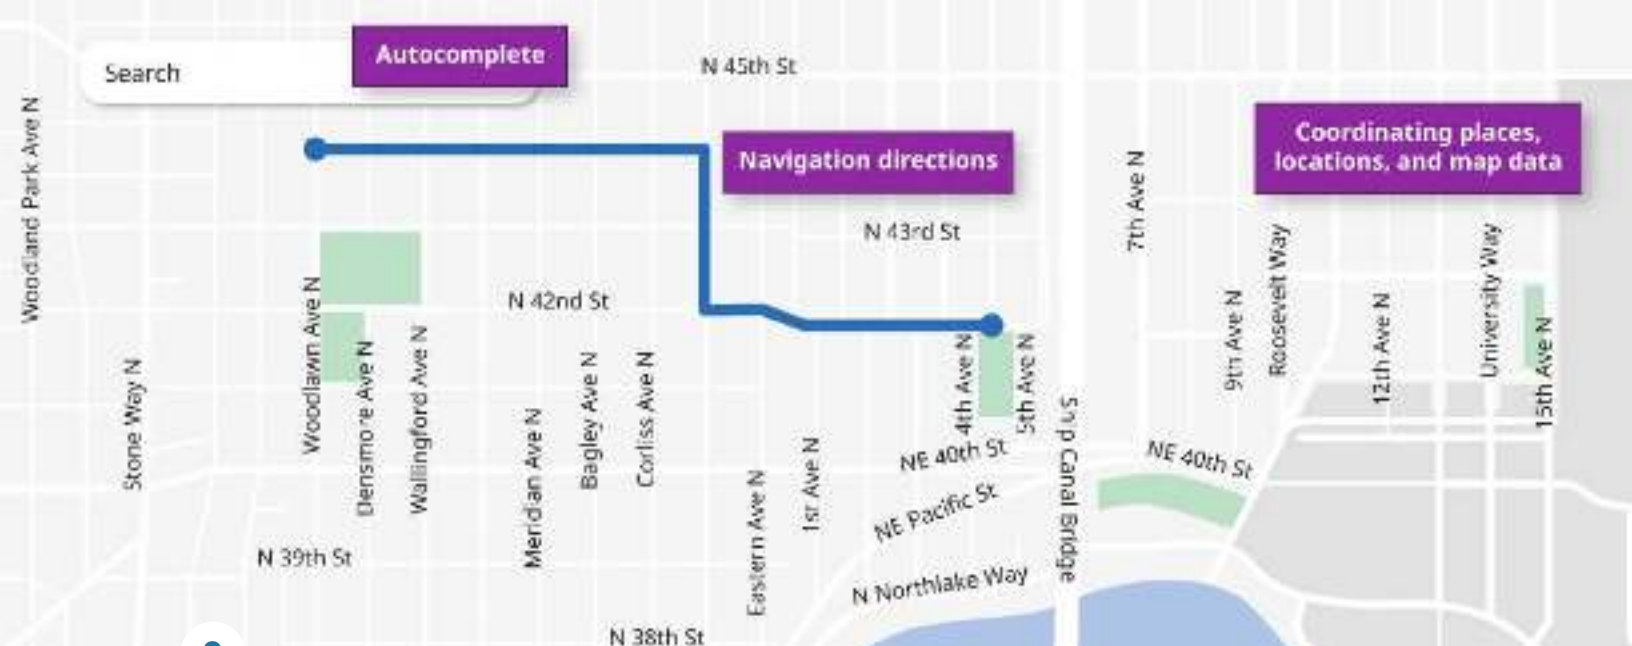 Autocomplete
Search
N 45th St
Navigation directions
Coordinating places,
locations, and map data
Woodland Park Ave N
7th Ave N
N 43rd St
Roosevelt Way
University Way
N 42nd St
Woodlawn Ave N
9th Ave N
12th Ave N
15th Ave N
Stone Way N
Densmore Ave N
Wallingford Ave N
Meridian Ave N
Bagley Ave N
Corliss Ave N
4th Ave N
5th Ave N
Ship Canal Bridge
NE 40th St
NE 40th St
Eastern Ave N
1sr Ave N
NE Pacific St
N 39th St
N Northlake Way
N 38th St